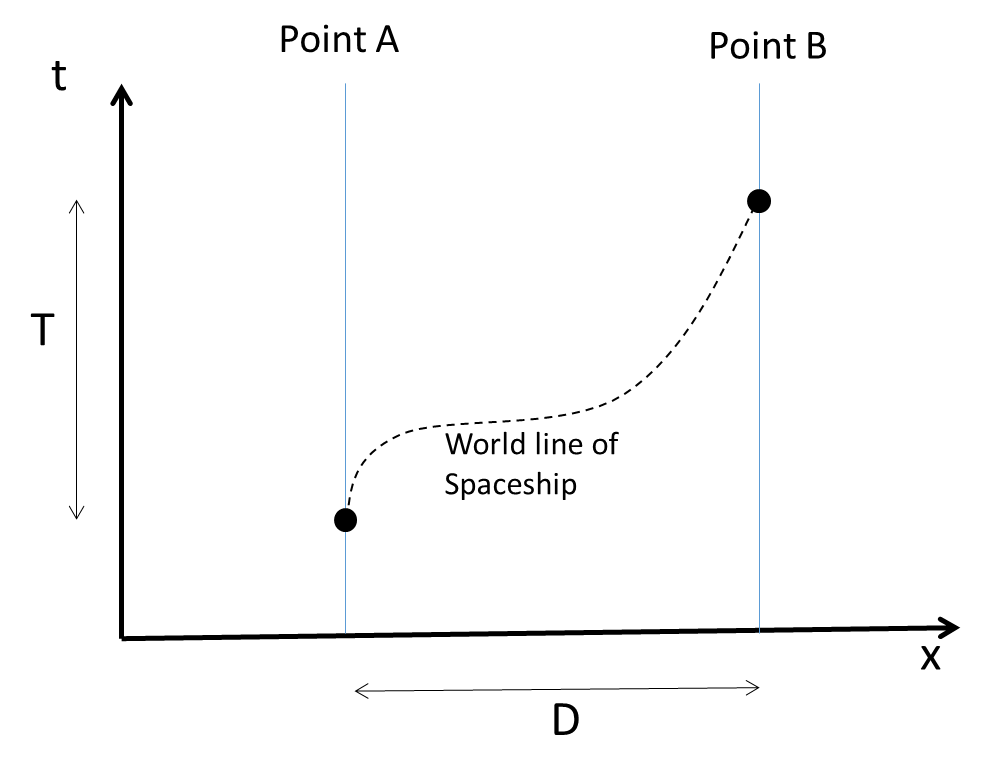 Point A
Point B
t
T
World line of
Spaceship
x
D